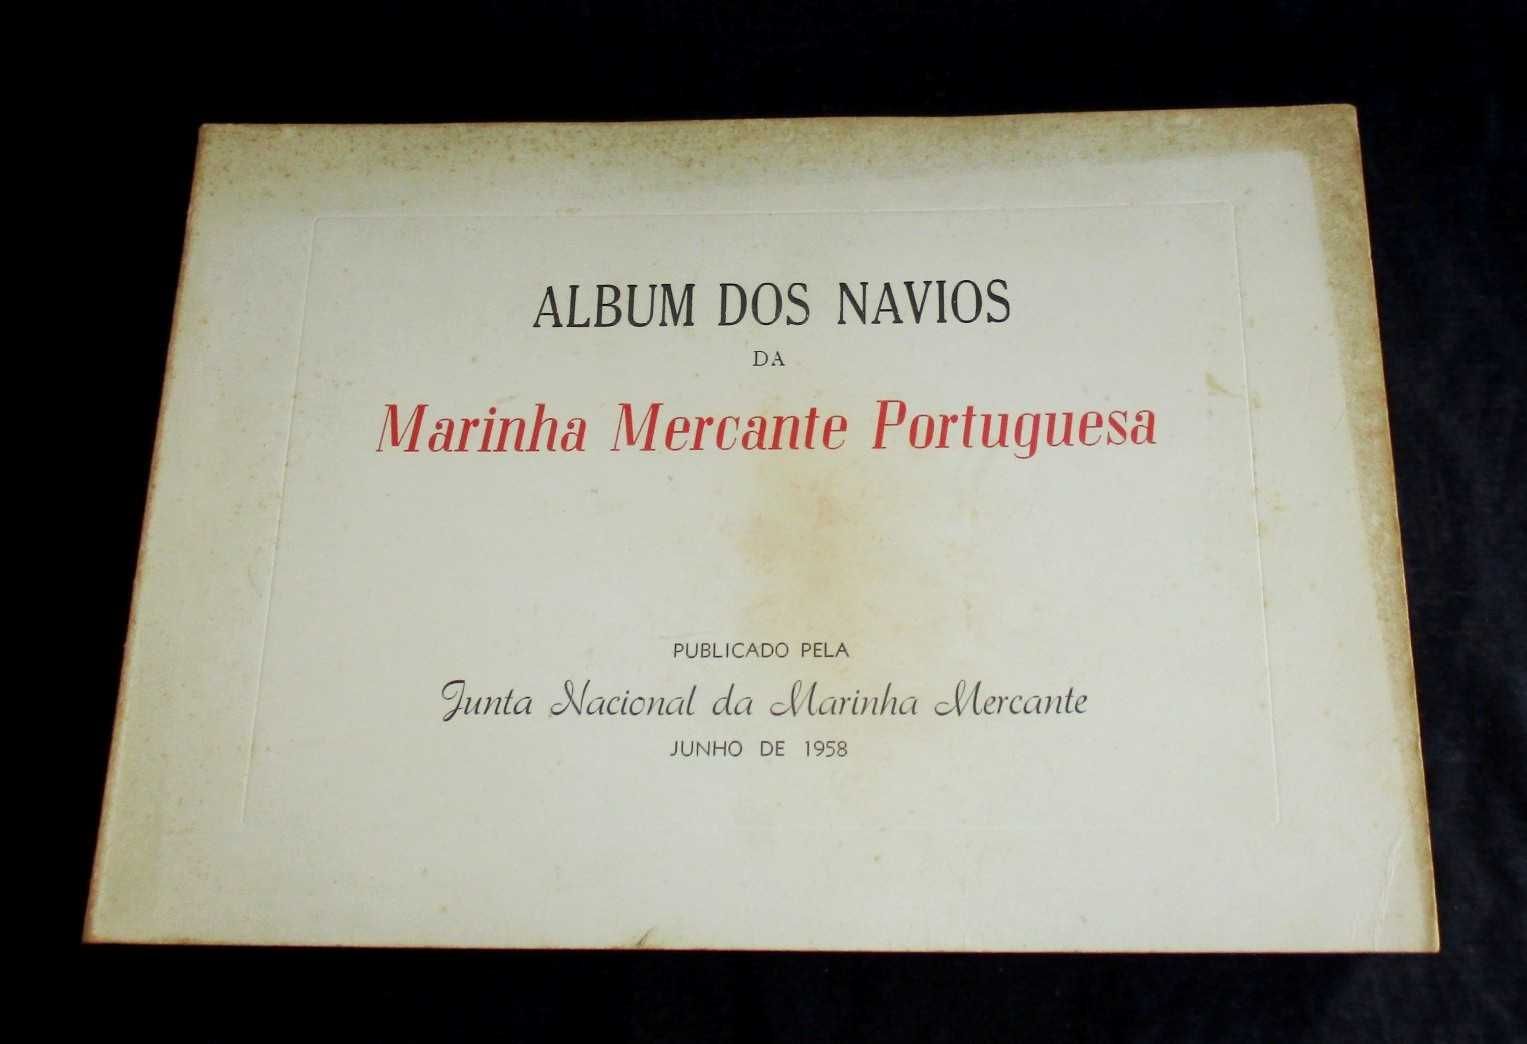 ALBUM DOS NAVIOS
DA
Marinha Mercante Portuguesa
PUBLICADO PELA
Junta Nacional da Marinha Mercante
JUNHO DE 1958